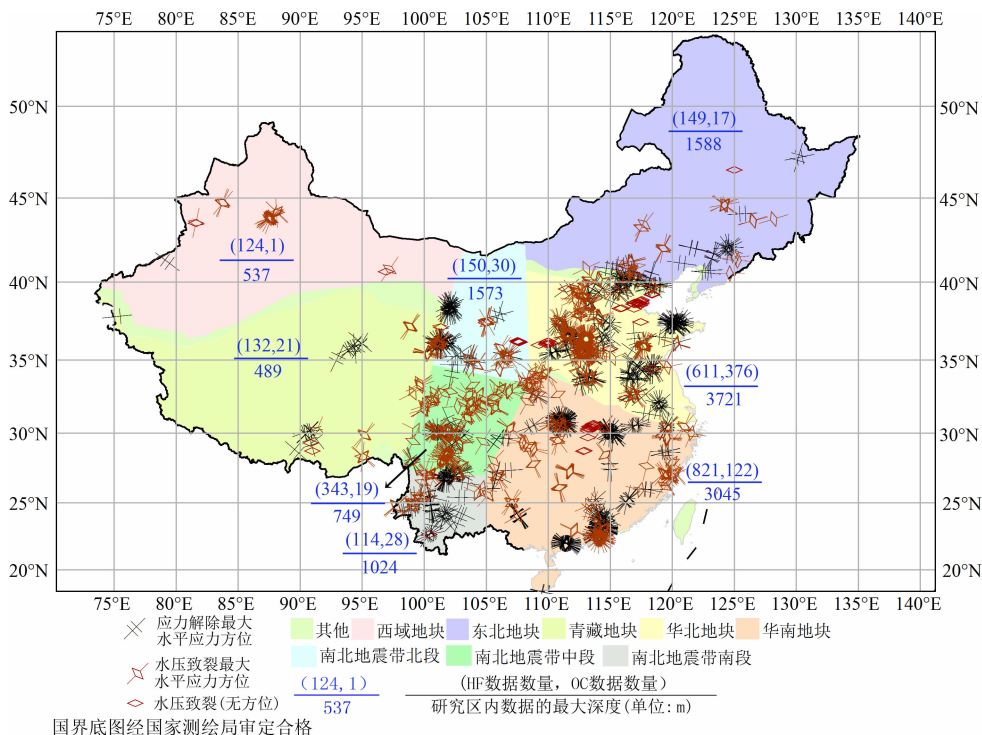 75°E 80°E 85°E 90°E 95°E 100°E 105°E 110°E 115°E 120°E 125°E 130°E 135°E 140°E
50°N 50°N
(149,17)
1588
45°N 45°N
(124,1)
537
(150,30)
1573
40°N 40°N
(132,21)
489
35°N 35°N
(611,376)
3721
30°N 30°N
(821,122)
3045
(343,19)
749
25°N 25°N
(114,28)
1024
20°N 20°N
75°E 80°E 85°E 90°E 95°E 100°E 105°E 110°E 115°E 120°E 125°E 130°E 135°E 140°E
应力解除最大
水平应力方位
其他 西域地块 东北地块 青藏地块 华北地块 华南地块
南北地震带北段 南北地震带中段 南北地震带南段
水压致裂最大
水平应力方位
水压致裂(无方位)
(124,1)
537
(HF数据数量，OC数据数量)
研究区内数据的最大深度(单位:m)
国界底图经国家测绘局审定合格